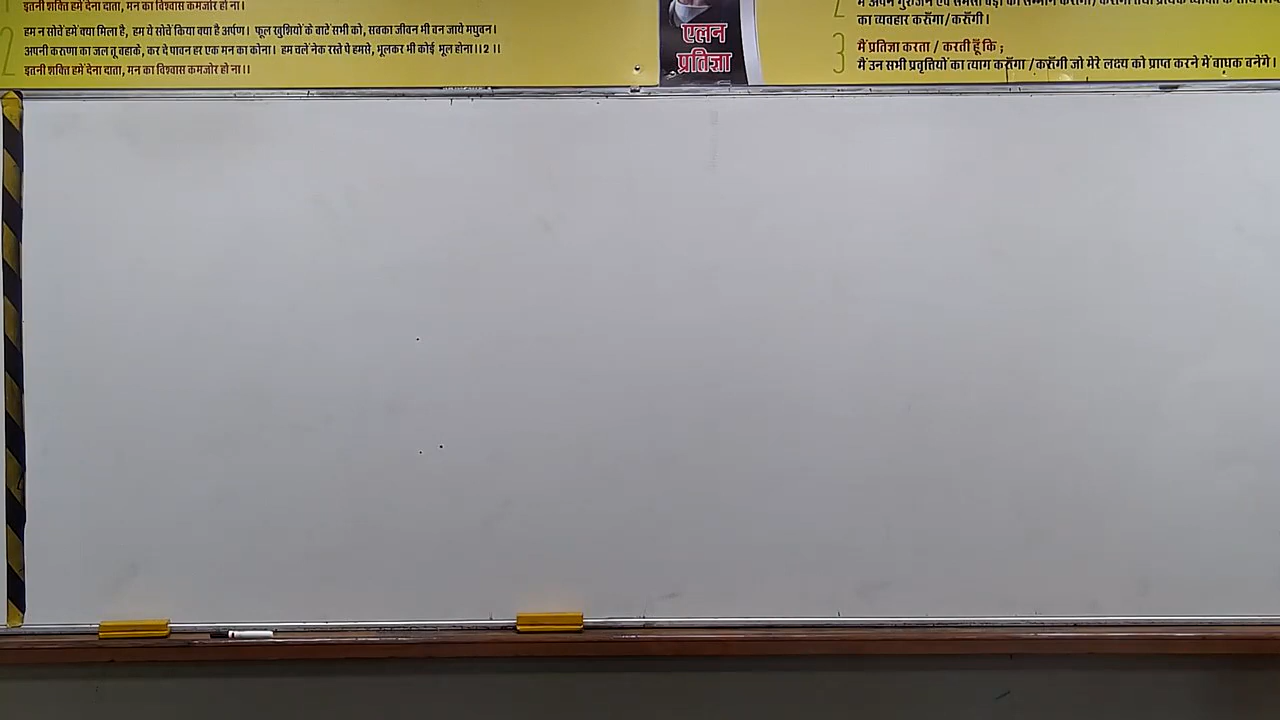 इतनी शक्ति हमें देना दाता, मन का विश्वास कमजोर हो ना।
2
हम न सोचें हमें क्या मिला है, हम ये सोचें किया क्या है अर्पण। फूल खुशियों के बाटें सभी को, सबका जीवन भी बन जाये मधुबन।
अपनी करुणा का जल तू बहाके, कर दे पावन हर एक मन का कोना। हम चलें नेक रस्ते पे हमसे, भूलकर भी कोई भूल होना।।2।।
इतनी शक्ति हमें देना दाता, मन का विश्वास कमजोर हो ना।।
एलन
प्रतिज्ञा
2
का व्यवहार करूँगा/करूँगी।
3
मैं प्रतिज्ञा करता / करती हूँ कि ;
मैं उन सभी प्रवृत्तियों का त्याग करूँगा /करूँगी जो मेरे लक्ष्य को प्राप्त करने में बाधक बनेंगे।